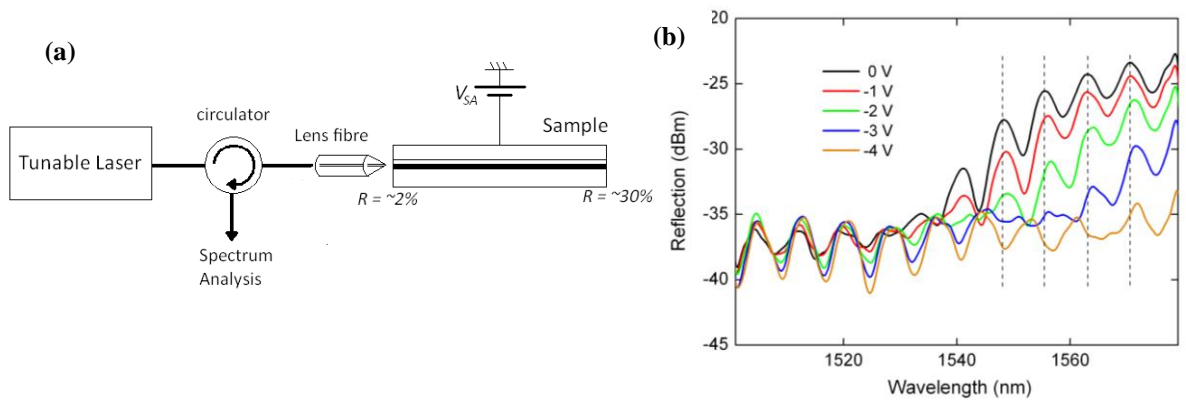 (a)
Tunable Laser
circulator
Lens fibre
V_SA
Sample
R = ~2%
R = ~30%
Spectrum
Analysis
(b)
20
-25
-30
-35
-40
-45
Reflection (dBm)
0 V
-1 V
-2 V
-3 V
-4 V
1520
1540
1560
Wavelength (nm)